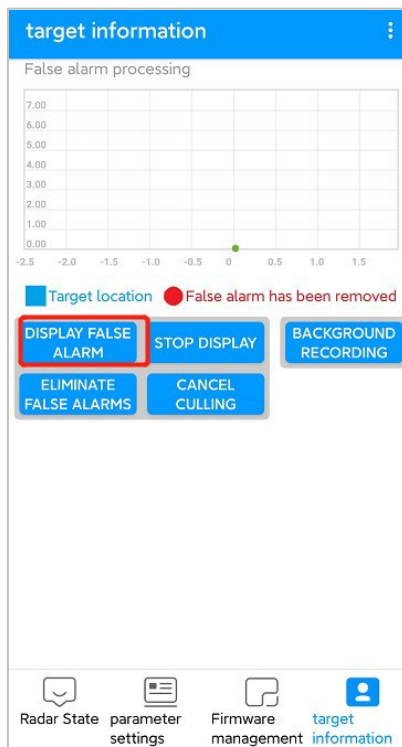 target information
False alarm processing
7.00
6.00
5.00
4.00
3.00
2.00
1.00
0.00
-2.5 -2.0 -1.5 -1.0 -0.5 0 0.5 1.0 1.5
Target location False alarm has been removed
DISPLAY FALSE
ALARM
STOP DISPLAY
BACKGROUND
RECORDING
ELIMINATE
FALSE ALARMS
CANCEL
CULLING
Radar State
parameter
settings
Firmware
management
target
information